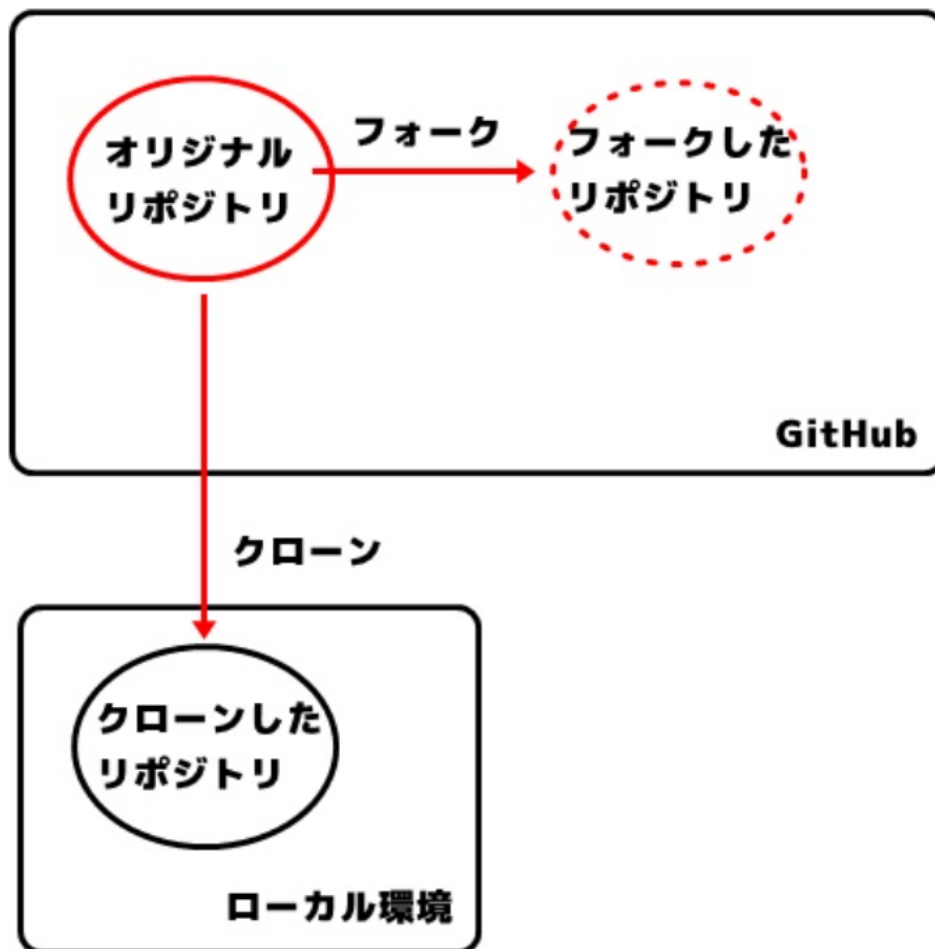 オリジナル
リポジトリ
フォーク
フォークした
リポジトリ
GitHub
クローン
クローンした
リポジトリ
ローカル環境